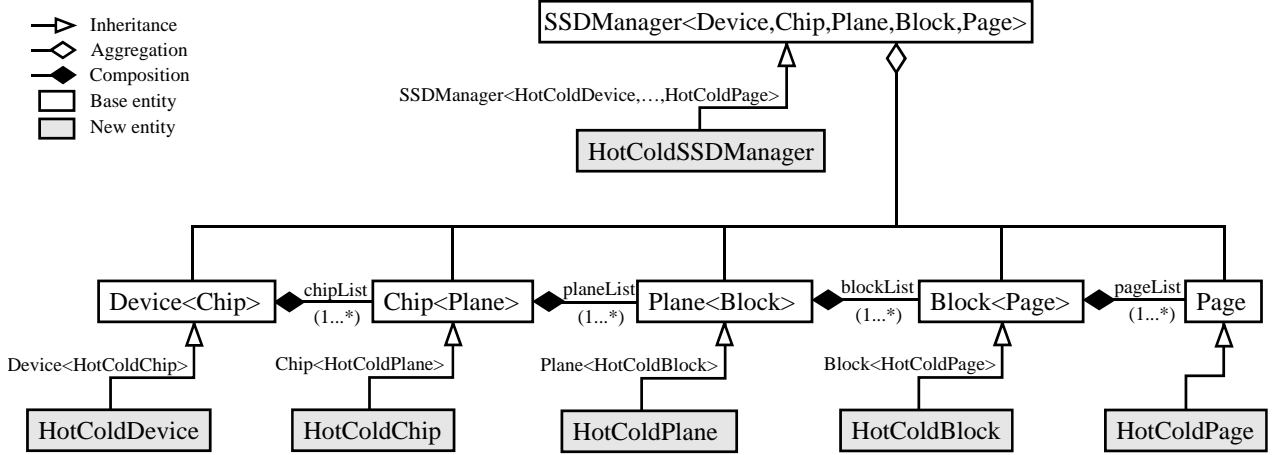 Inheritance
Aggregation
Composition
Base entity
New entity
SSDManager<Device,Chip,Plane,Block,Page>
SSDManager<HotColdDevice,...,HotColdPage>
HotColdSSDManager
Device<Chip>
chipList
(1...*)
Chip<Plane>
planeList
(1...*)
Plane<Block>
blockList
(1...*)
Block<Page>
pageList
(1...*)
Page
Device<HotColdChip>
Chip<HotColdPlane>
Plane<HotColdBlock>
Block<HotColdPage>
HotColdDevice
HotColdChip
HotColdPlane
HotColdBlock
HotColdPage